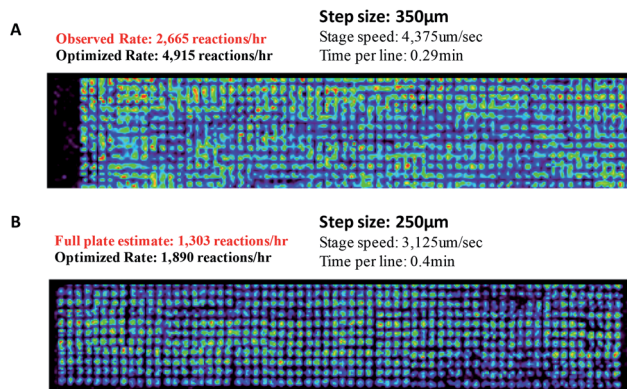 A
Observed Rate: 2,665 reactions/hr
Optimized Rate: 4,915 reactions/hr
Step size: 350µm
Stage speed: 4,375um/sec
Time per line: 0.29min
B
Full plate estimate: 1,303 reactions/hr
Optimized Rate: 1,890 reactions/hr
Step size: 250µm
Stage speed: 3,125um/sec
Time per line: 0.4min